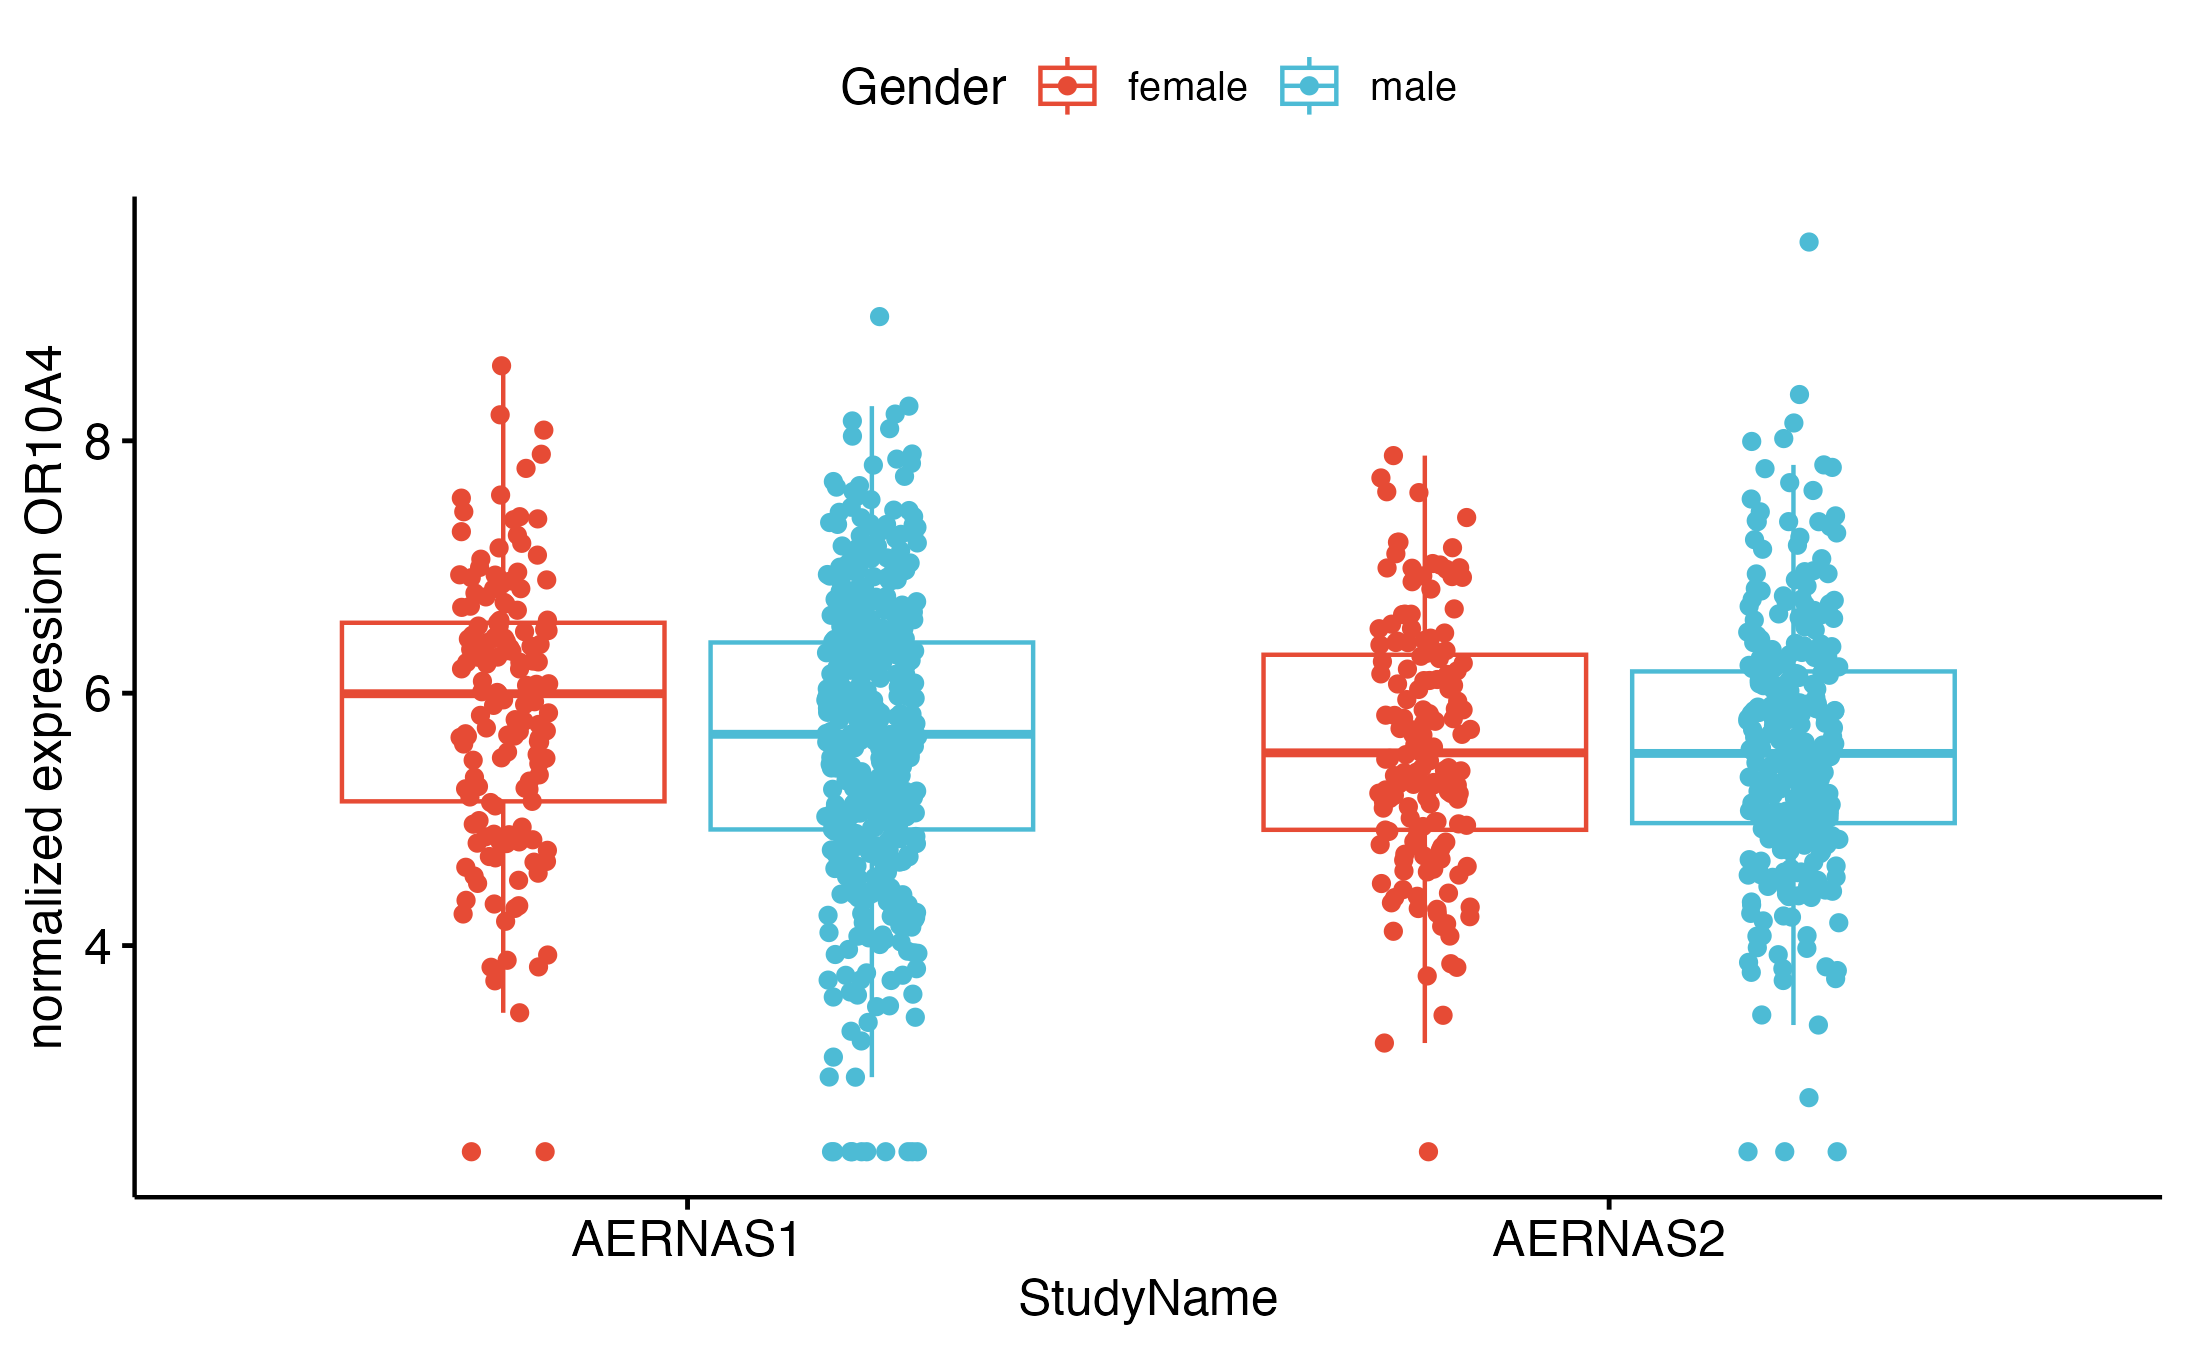 Gender female male
normalized expression OR10A4
8
6
4
AERNAS1 AERNAS2
StudyName